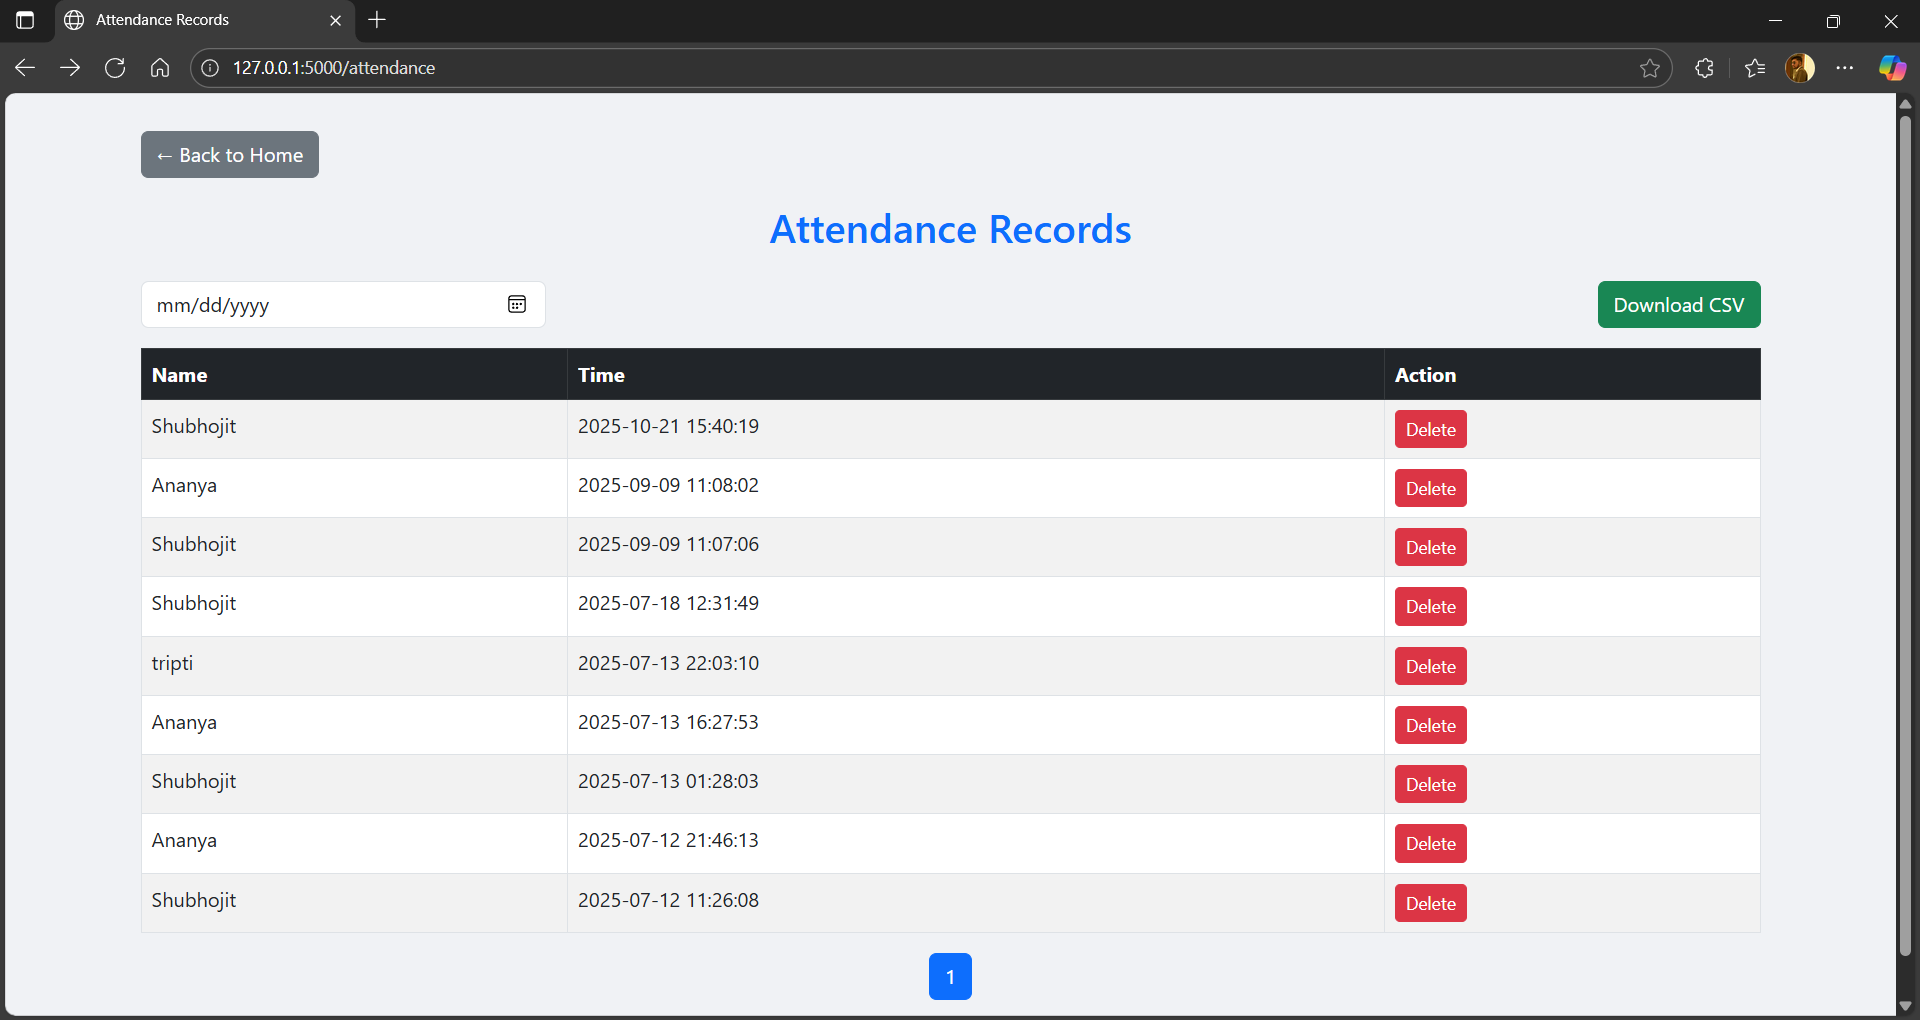 Attendance Records
127.0.0.1:5000/attendance
← Back to Home
Attendance Records
mm/dd/yyyy
Download CSV
Name Time Action
Shubhojit 2025-10-21 15:40:19 Delete
Ananya 2025-09-09 11:08:02 Delete
Shubhojit 2025-09-09 11:07:06 Delete
Shubhojit 2025-07-18 12:31:49 Delete
tripti 2025-07-13 22:03:10 Delete
Ananya 2025-07-13 16:27:53 Delete
Shubhojit 2025-07-13 01:28:03 Delete
Ananya 2025-07-12 21:46:13 Delete
Shubhojit 2025-07-12 11:26:08 Delete
1